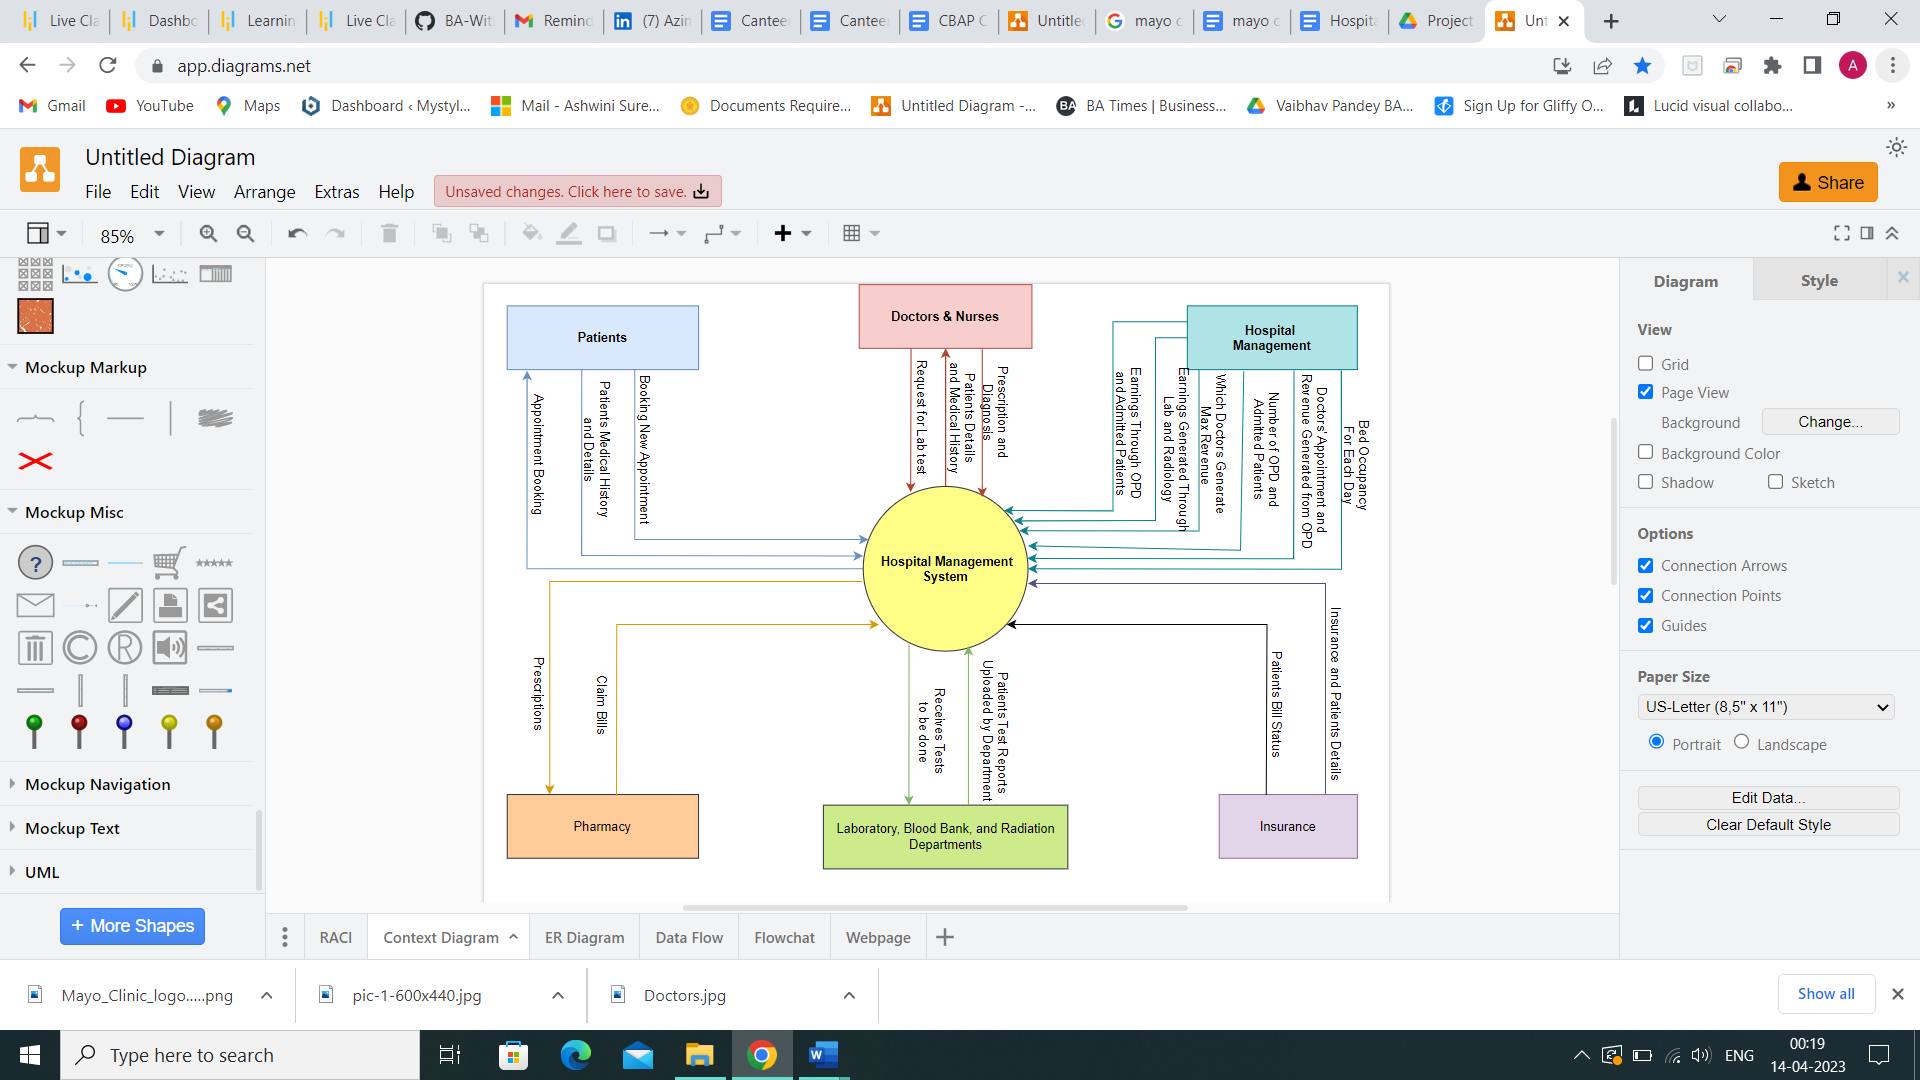 Live Cla
Dashbo
Learnin
Live Cla
BA-Wit
Remind
(7) Azim
Canteen
Canteen
CBAP C
Untitled
mayo c
mayo c
Hospita
Project
Unt
app.diagrams.net
A
Gmail
YouTube
Maps
Dashboard ‹ Mystyl...
Mail - Ashwini Sure...
Documents Require...
Untitled Diagram -...
BA
BA Times | Business...
Vaibhav Pandey BA...
Sign Up for Gliffy O...
Lucid visual collabo...
»
Untitled Diagram
File
Edit
View
Arrange
Extras
Help
Unsaved changes. Click here to save.
Share
85%
Mockup Markup
Mockup Misc
?
©
®
Mockup Navigation
Mockup Text
UML
+ More Shapes
Patients
Doctors & Nurses
Hospital
Management
Appointment Booking
Patients Medical History
and Details
Booking New Appointment
Request for Lab test
Patients Details
and Medical History
Prescription and
Diagnosis
Earnings Through OPD
and Admitted Patients
Earnings Generated Through
Lab and Radiology
Which Doctors Generate
Max Revenue
Number of OPD and
Admitted Patients
Doctors' Appointment and
Revenue Generated from OPD
Bed Occupancy
For Each Day
Hospital Management
System
Prescriptions
Claim Bills
Receives Tests
to be done
Patients Test Reports
Uploaded by Department
Patients Bill Status
Insurance and Patients Details
Pharmacy
Laboratory, Blood Bank, and Radiation
Departments
Insurance
Diagram
Style
View
Grid
Page View
Background
Change...
Background Color
Shadow
Sketch
Options
Connection Arrows
Connection Points
Guides
Paper Size
US-Letter (8,5" x 11")
Portrait
Landscape
Edit Data...
Clear Default Style
RACI
Context Diagram
ER Diagram
Data Flow
Flowchat
Webpage
Mayo_Clinic_logo.....png
pic-1-600x440.jpg
Doctors.jpg
Show all
Type here to search
ENG
00:19
14-04-2023